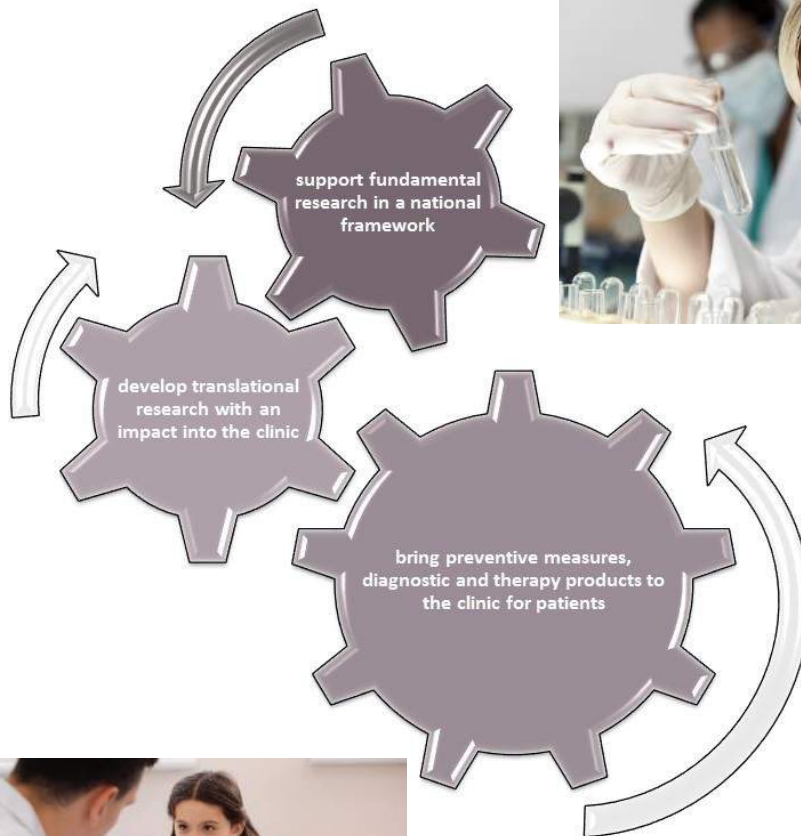 support fundamental
research in a national
framework
develop translational
research with an
impact into the clinic
bring preventive measures,
diagnostic and therapy products to
the clinic for patients